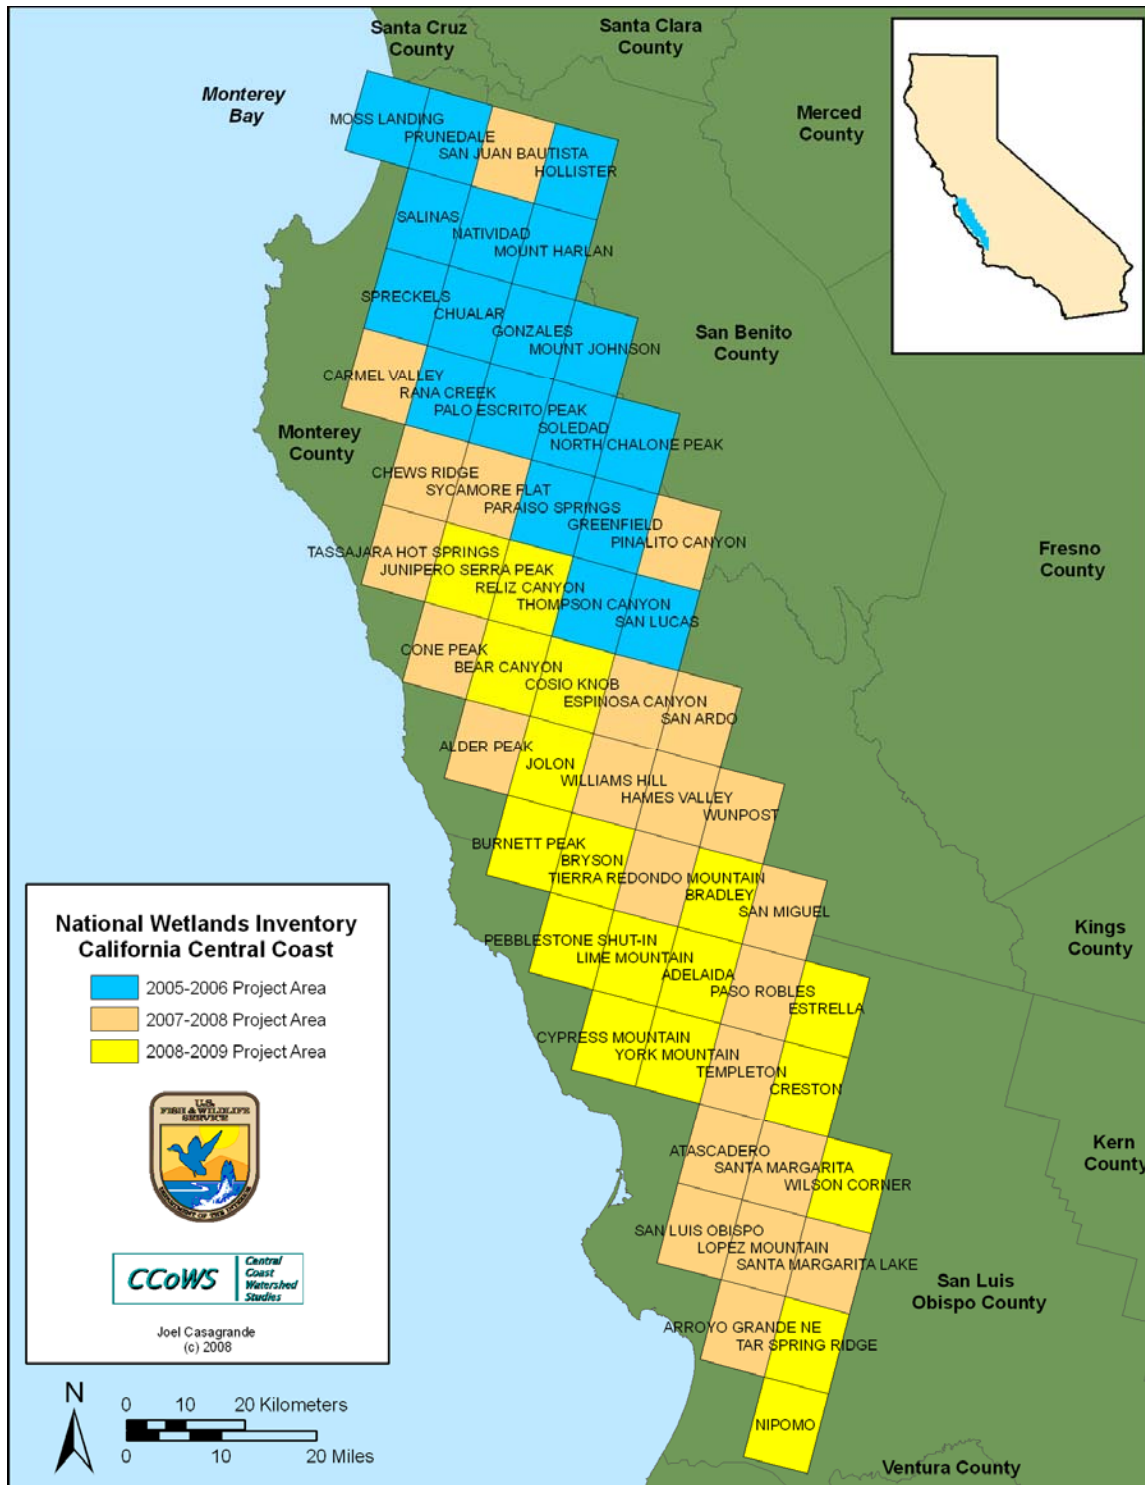 Santa Cruz
County
Santa Clara
County
Monterey
Bay
Merced
County
MOSS LANDING
PRUNEDALE
SAN JUAN BAUTISTA
HOLLISTER
SALINAS
NATIVIDAD
MOUNT HARLAN
SPRECKELS
CHUALAR
GONZALES
MOUNT JOHNSON
San Benito
County
CARMEL VALLEY
RANA CREEK
PALO ESCRITO PEAK
SOLEDAD
NORTH CHALONE PEAK
Monterey
County
CHEWS RIDGE
SYCAMORE FLAT
PARAISO SPRINGS
GREENFIELD
PINALITO CANYON
Fresno
County
TASSAJARA HOT SPRINGS
JUNIPERO SERRA PEAK
RELIZ CANYON
THOMPSON CANYON
SAN LUCAS
CONE PEAK
BEAR CANYON
COSIO KNOB
ESPINOSA CANYON
SAN ARDO
ALDER PEAK
JOLON
WILLIAMS HILL
HAMES VALLEY
WUNPOST
BURNETT PEAK
BRYSON
TIERRA REDONDO MOUNTAIN
BRADLEY
SAN MIGUEL
Kings
County
PEBBLESTONE SHUT-IN
LIME MOUNTAIN
ADELAIDA
PASO ROBLES
ESTRELLA
CYPRESS MOUNTAIN
YORK MOUNTAIN
TEMPLETON
CRESTON
Kern
County
ATASCADERO
SANTA MARGARITA
WILSON CORNER
SAN LUIS OBISPO
LOPEZ MOUNTAIN
SANTA MARGARITA LAKE
San Luis
Obispo County
ARROYO GRANDE NE
TAR SPRING RIDGE
NIPOMO
Ventura County
National Wetlands Inventory
California Central Coast
2005-2006 Project Area
2007-2008 Project Area
2008-2009 Project Area
U.S.
FISH & WILDLIFE
SERVICE
DEPARTMENT OF THE INTERIOR
CCoWS
Central
Coast
Watershed
Studies
Joel Casagrande
(c) 2008
N
0 10 20 Kilometers
0 10 20 Miles